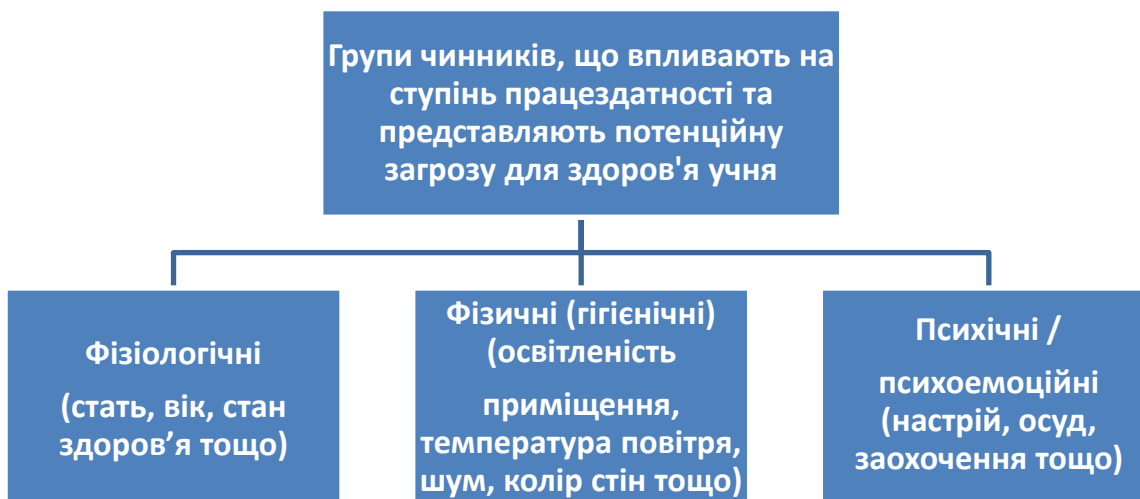 Групи чинників, що впливають на
ступінь працездатності та
представляють потенційну
загрозу для здоров'я учня
Фізіологічні
(стать, вік, стан
здоров’я тощо)
Фізичні (гігієнічні)
(освітленість
приміщення,
температура повітря,
шум, колір стін тощо)
Психічні /
психоемоційні
(настрій, осуд,
заохочення тощо)